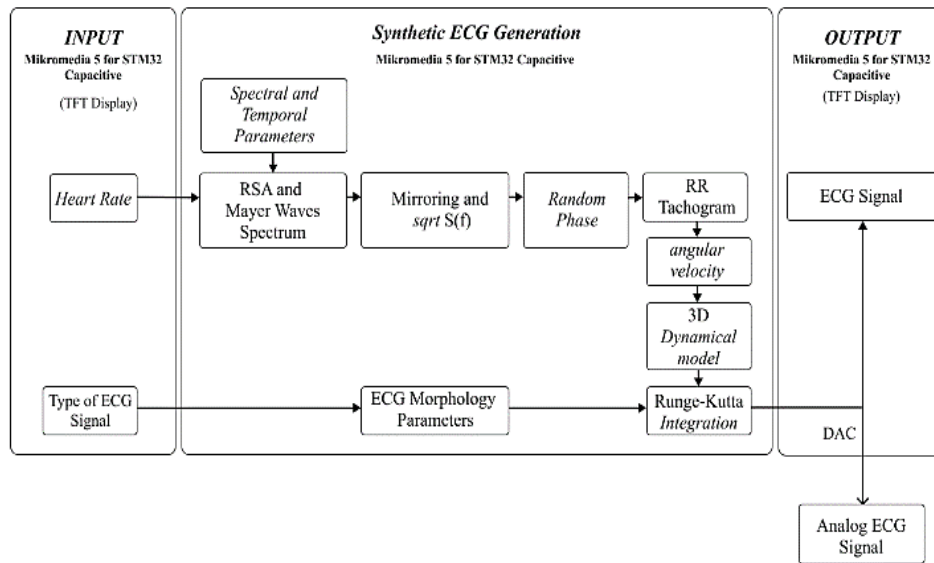 INPUT
Mikromedia 5 for STM32
Capacitive
(TFT Display)
Heart Rate
Type of ECG
Signal
Synthetic ECG Generation
Mikromedia 5 for STM32 Capacitive
Spectral and
Temporal
Parameters
RSA and
Mayer Waves
Spectrum
Mirroring and
sqrt S(f)
Random
Phase
RR
Tachogram
angular
velocity
3D
Dynamical
model
ECG Morphology
Parameters
Runge-Kutta
Integration
OUTPUT
Mikromedia 5 for STM32
Capacitive
(TFT Display)
ECG Signal
DAC
Analog ECG
Signal